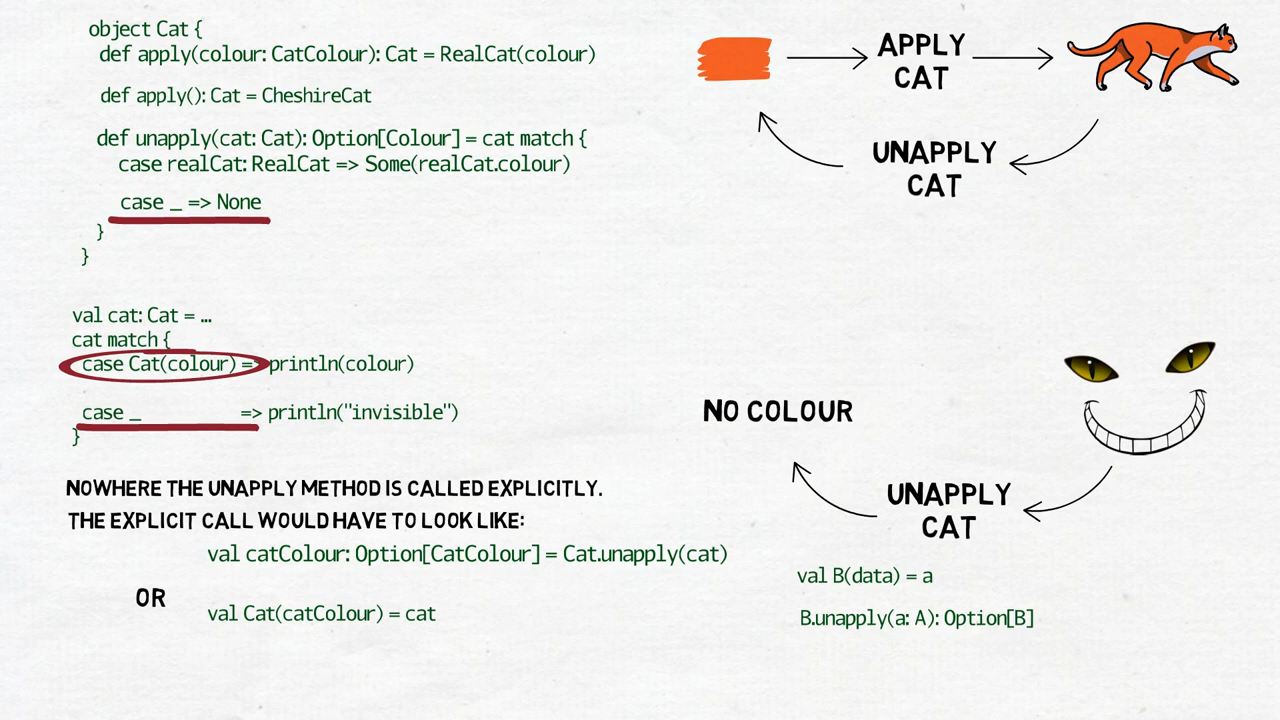 object Cat {
def apply(colour: CatColour): Cat = RealCat(colour)
def apply(): Cat = CheshireCat
def unapply(cat: Cat): Option[Colour] = cat match {
case realCat: RealCat => Some(realCat.colour)
case _ => None
}
}
val cat: Cat = ...
cat match {
case Cat(colour) => println(colour)
case _ => println("invisible")
}
NOWHERE THE UNAPPLY METHOD IS CALLED EXPLICITLY.
THE EXPLICIT CALL WOULD HAVE TO LOOK LIKE:
val catColour: Option[CatColour] = Cat.unapply(cat)
OR
val Cat(catColour) = cat
APPLY
CAT
UNAPPLY
CAT
NO COLOUR
UNAPPLY
CAT
val B(data) = a
B.unapply(a: A): Option[B]